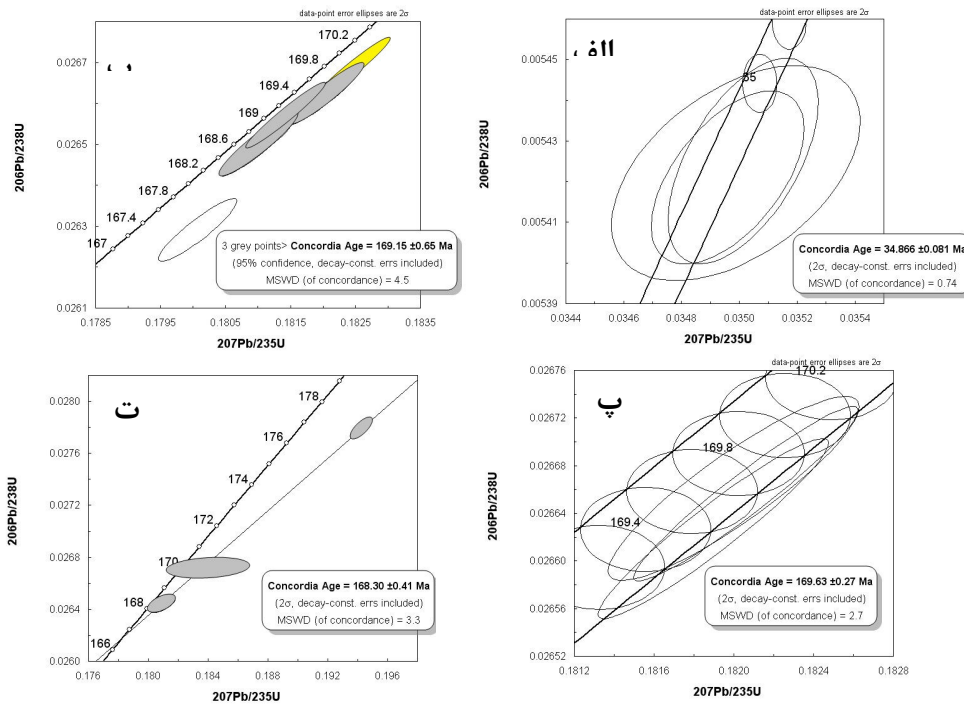 data-point error ellipses are 2σ
206Pb/238U
0.0267
0.0265
0.0263
0.0261
170.2
169.8
169.4
169
168.6
168.2
167.8
167.4
167
3 grey points> Concordia Age = 169.15 ±0.65 Ma
(95% confidence, decay-const. errs included)
MSWD (of concordance) = 4.5
0.1785 0.1795 0.1805 0.1815 0.1825 0.1835
207Pb/235U
data-point error ellipses are 2σ
206Pb/238U
0.00545
0.00543
0.00541
0.00539
35
Concordia Age = 34.866 ±0.081 Ma
(2σ, decay-const. errs included)
MSWD (of concordance) = 0.74
0.0344 0.0346 0.0348 0.0350 0.0352 0.0354
207Pb/235U
ت
206Pb/238U
0.0280
0.0276
0.0272
0.0268
0.0264
0.0260
178
176
174
172
170
168
166
Concordia Age = 168.30 ±0.41 Ma
(2σ, decay-const. errs included)
MSWD (of concordance) = 3.3
0.176 0.180 0.184 0.188 0.192 0.196
207Pb/235U
data-point error ellipses are 2σ
پ
206Pb/238U
0.02676
0.02672
0.02668
0.02664
0.02660
0.02656
0.02652
170.2
169.8
169.4
Concordia Age = 169.63 ±0.27 Ma
(2σ, decay-const. errs included)
MSWD (of concordance) = 2.7
0.1812 0.1816 0.1820 0.1824 0.1828
207Pb/235U